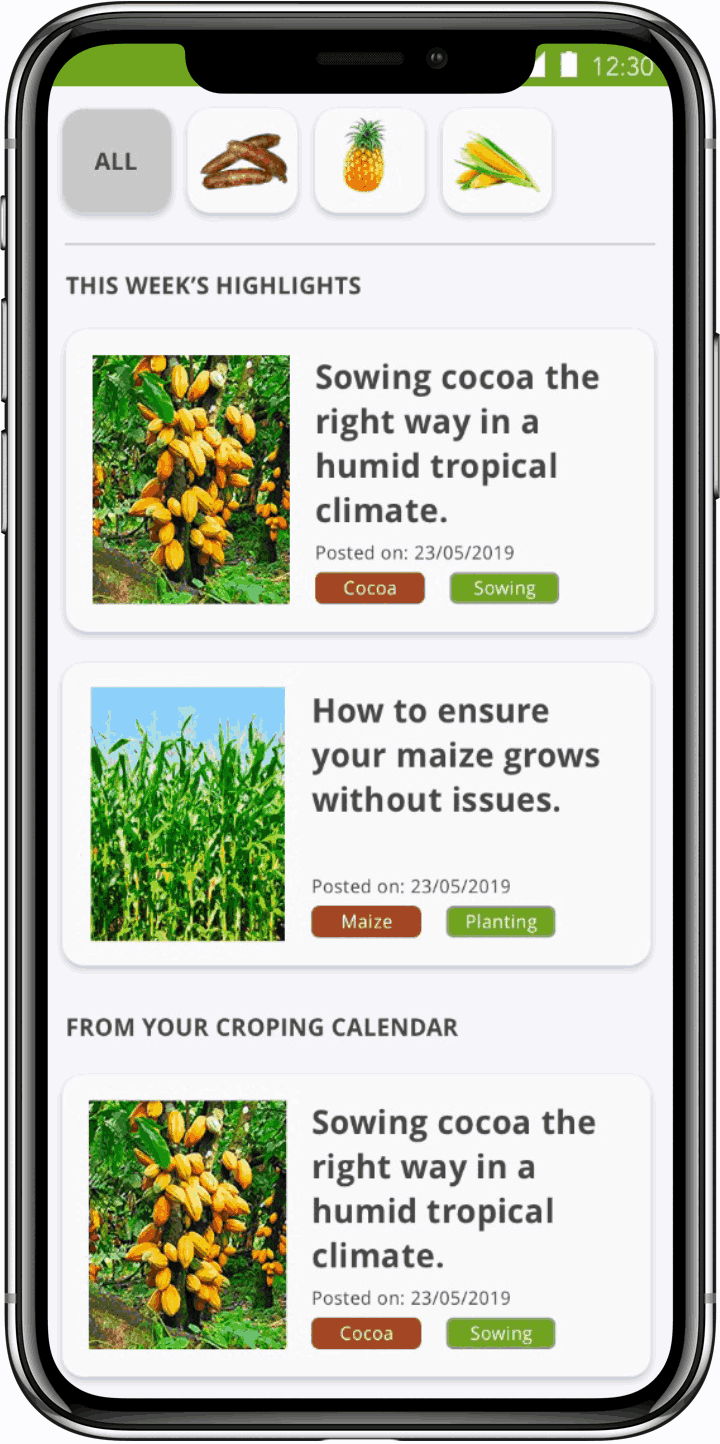 12:30
ALL
THIS WEEK’S HIGHLIGHTS
Sowing cocoa the
right way in a
humid tropical
climate.
Posted on: 23/05/2019
Cocoa Sowing
How to ensure
your maize grows
without issues.
Posted on: 23/05/2019
Maize Planting
FROM YOUR CROPING CALENDAR
Sowing cocoa the
right way in a
humid tropical
climate.
Posted on: 23/05/2019
Cocoa Sowing